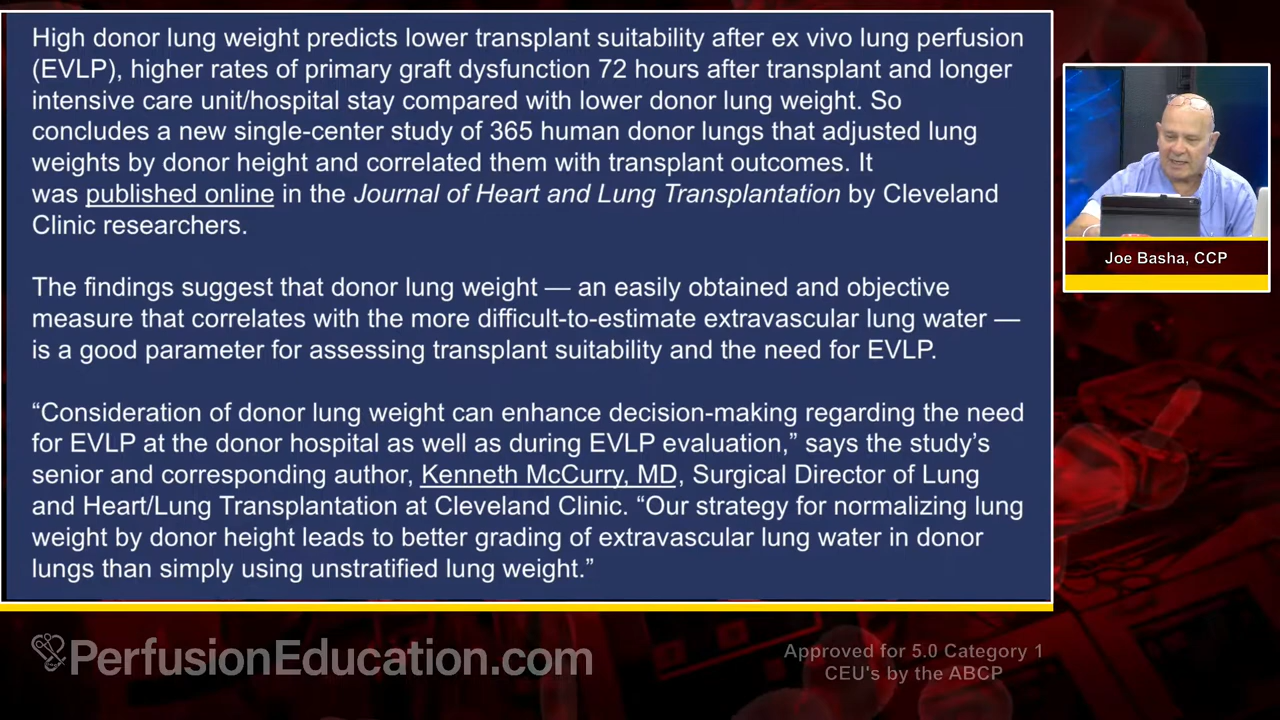 High donor lung weight predicts lower transplant suitability after ex vivo lung perfusion
(EVLP), higher rates of primary graft dysfunction 72 hours after transplant and longer
intensive care unit/hospital stay compared with lower donor lung weight. So
concludes a new single-center study of 365 human donor lungs that adjusted lung
weights by donor height and correlated them with transplant outcomes. It
was published online in the Journal of Heart and Lung Transplantation by Cleveland
Clinic researchers.
The findings suggest that donor lung weight — an easily obtained and objective
measure that correlates with the more difficult-to-estimate extravascular lung water —
is a good parameter for assessing transplant suitability and the need for EVLP.
“Consideration of donor lung weight can enhance decision-making regarding the need
for EVLP at the donor hospital as well as during EVLP evaluation,” says the study’s
senior and corresponding author, Kenneth McCurry, MD, Surgical Director of Lung
and Heart/Lung Transplantation at Cleveland Clinic. “Our strategy for normalizing lung
weight by donor height leads to better grading of extravascular lung water in donor
lungs than simply using unstratified lung weight.”
Joe Basha, CCP
PerfusionEducation.com
Approved for 5.0 Category 1
CEU's by the ABCP